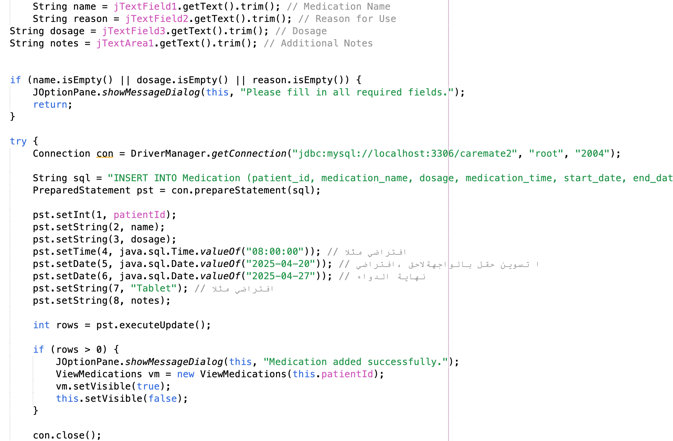 String name = jTextField1.getText().trim(); // Medication Name
String reason = jTextField2.getText().trim(); // Reason for Use
String dosage = jTextField3.getText().trim(); // Dosage
String notes = jTextArea1.getText().trim(); // Additional Notes
if (name.isEmpty() || dosage.isEmpty() || reason.isEmpty()) {
JOptionPane.showMessageDialog(this, "Please fill in all required fields.");
return;
}
try {
Connection con = DriverManager.getConnection("jdbc:mysql://localhost:3306/caremate2", "root", "2004");
String sql = "INSERT INTO Medication (patient_id, medication_name, dosage, medication_time, start_date, end_dat
PreparedStatement pst = con.prepareStatement(sql);
pst.setInt(1, patientId);
pst.setString(2, name);
pst.setString(3, dosage);
pst.setTime(4, java.sql.Time.valueOf("08:00:00")); // افتراضي مثلا
pst.setDate(5, java.sql.Date.valueOf("2025-04-20")); // ا تسوين حقل بالواجهةلاحق ،افتراضي
pst.setDate(6, java.sql.Date.valueOf("2025-04-27")); // نهاية الدواء
pst.setString(7, "Tablet"); // افتراضي مثلا
pst.setString(8, notes);
int rows = pst.executeUpdate();
if (rows > 0) {
JOptionPane.showMessageDialog(this, "Medication added successfully.");
ViewMedications vm = new ViewMedications(this.patientId);
vm.setVisible(true);
this.setVisible(false);
}
con.close();